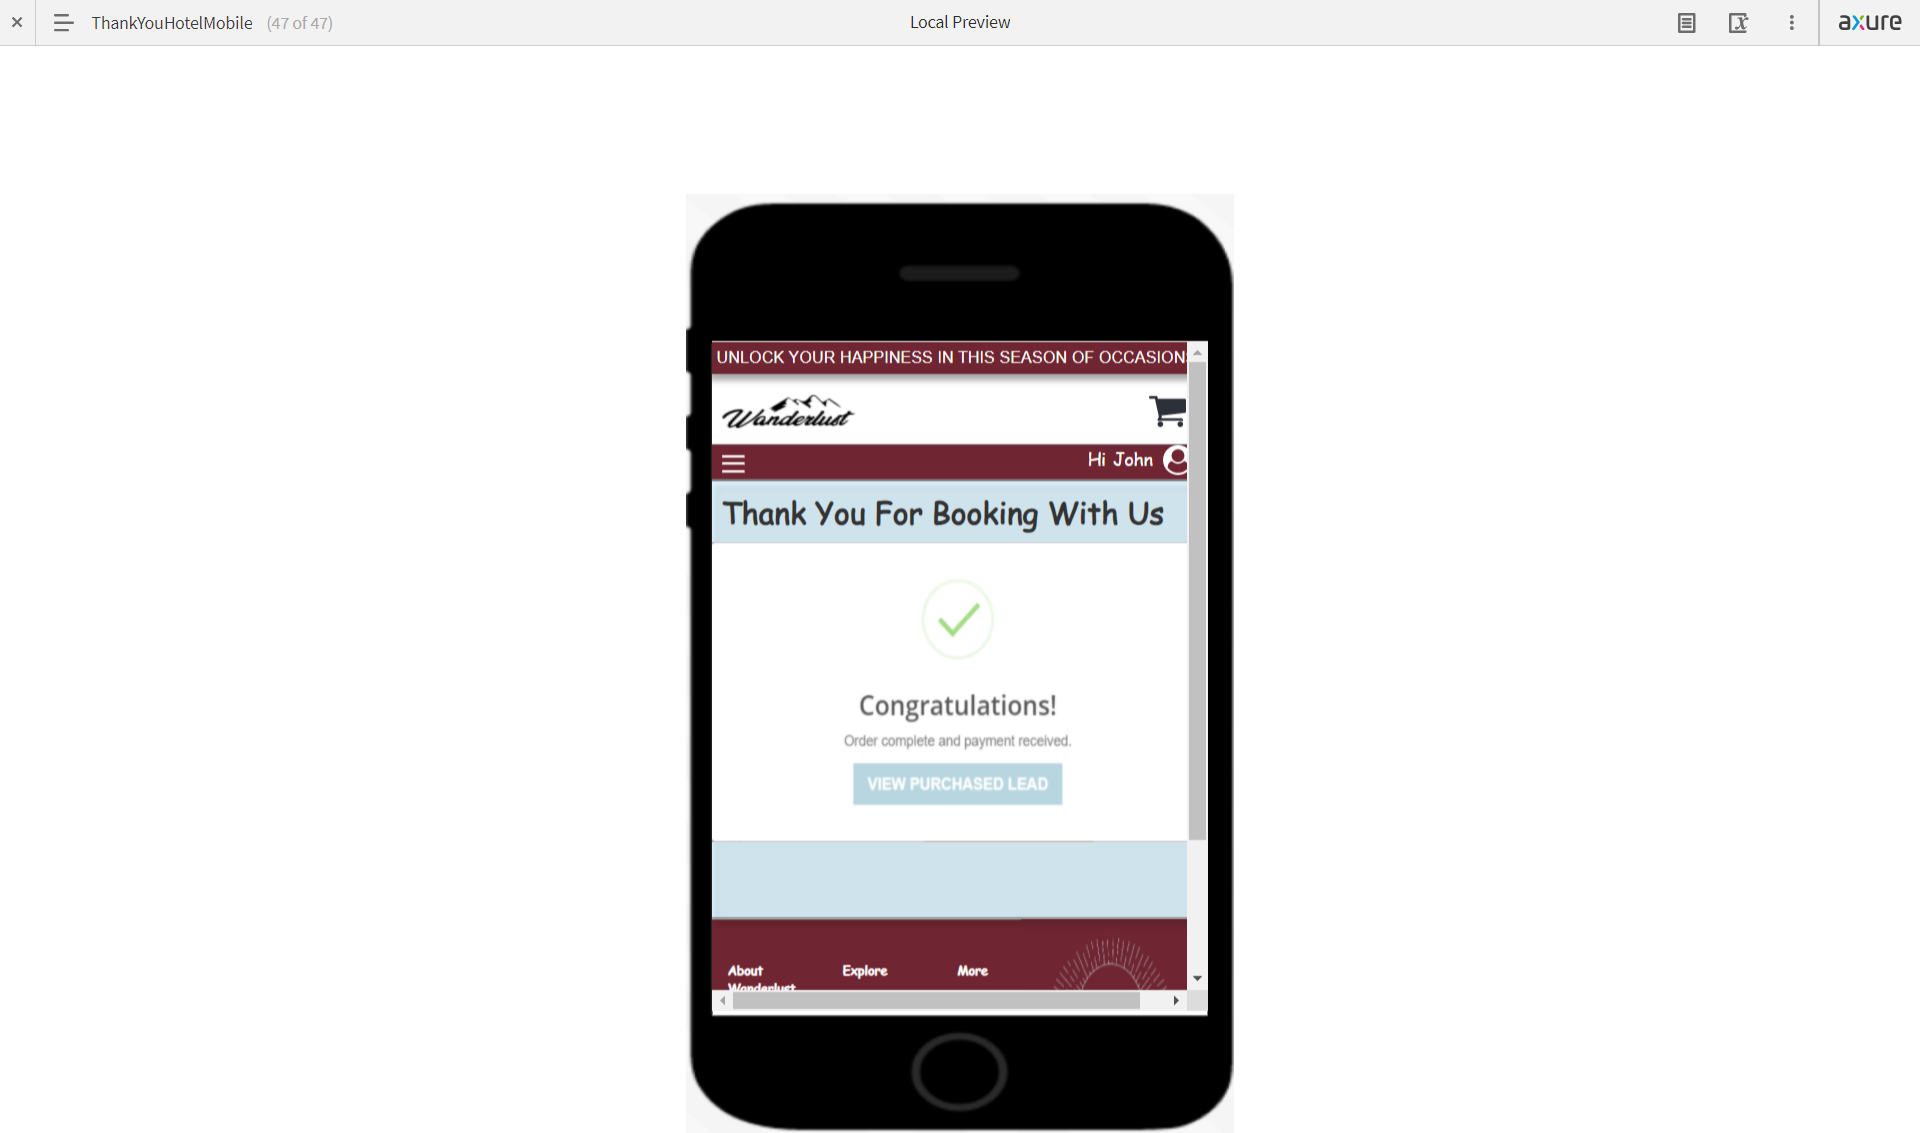 ThankYouHotelMobile (47 of 47)
Local Preview
axure
UNLOCK YOUR HAPPINESS IN THIS SEASON OF OCCASION
Wanderlust
Hi John
Thank You For Booking With Us
Congratulations!
Order complete and payment received.
VIEW PURCHASED LEAD
About Explore More
Wanderlust